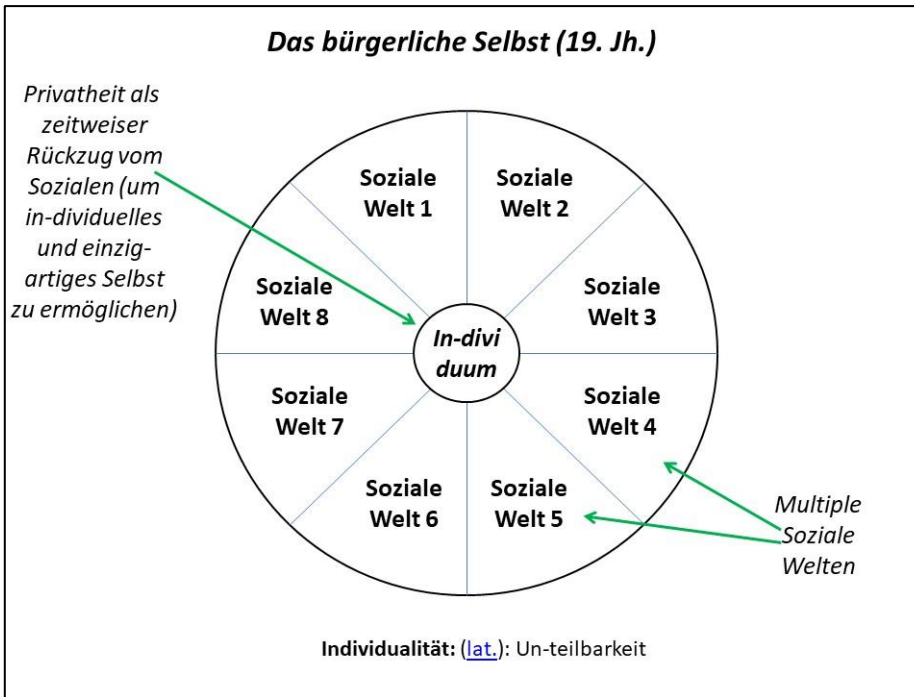 Das bürgerliche Selbst (19. Jh.)
Privatheit als
zeitweiser
Rückzug vom
Sozialen (um
in-dividuelles
und einzig-
artiges Selbst
zu ermöglichen)
Soziale
Welt 1
Soziale
Welt 2
Soziale
Welt 3
Soziale
Welt 4
Soziale
Welt 5
Soziale
Welt 6
Soziale
Welt 7
Soziale
Welt 8
In-divi
duum
Multiple
Soziale
Welten
Individualität: (lat.): Un-teilbarkeit